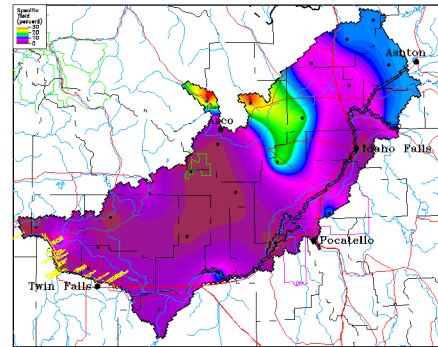 Specific
Yield
(percent)
30
20
10
0
Ashton
Arco
Idaho Falls
Pocatello
Twin Falls